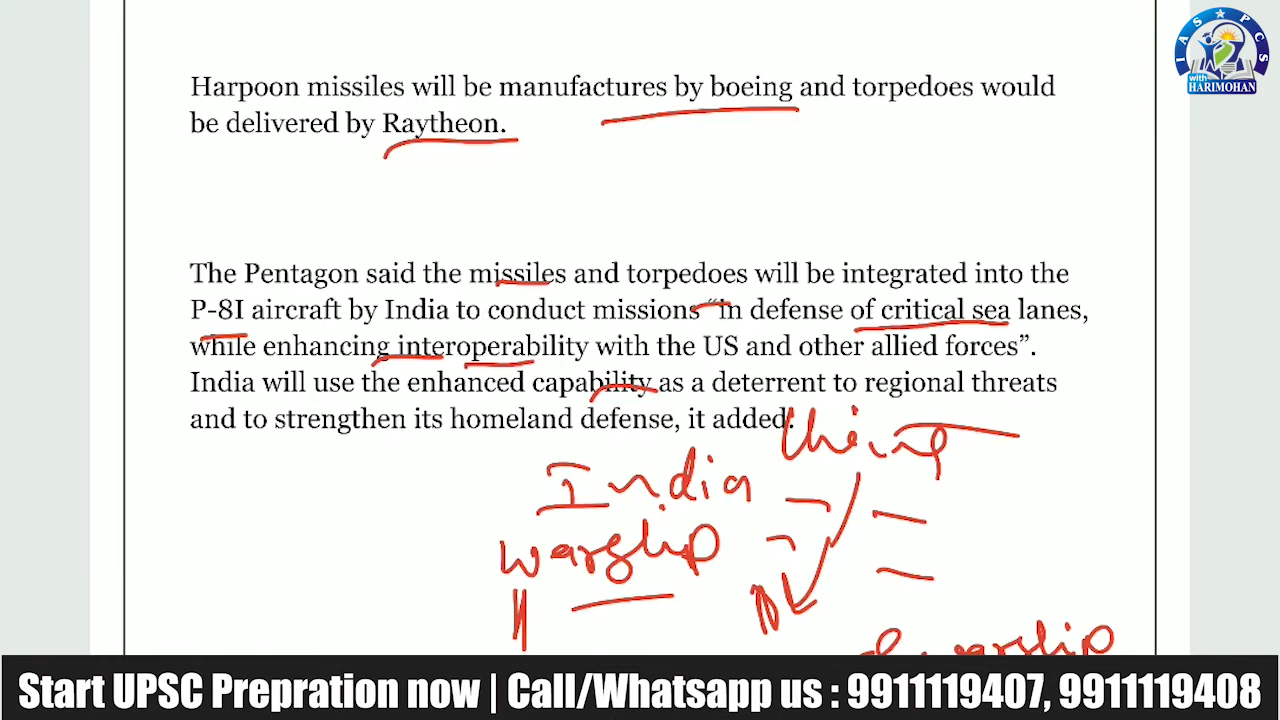 IAS PCS
with
HARIMOHAN
Harpoon missiles will be manufactures by boeing and torpedoes would
be delivered by Raytheon.
The Pentagon said the missiles and torpedoes will be integrated into the
P-8I aircraft by India to conduct missions “in defense of critical sea lanes,
while enhancing interoperability with the US and other allied forces”.
India will use the enhanced capability as a deterrent to regional threats
and to strengthen its homeland defense, it added.
India
warship
warship
Start UPSC Prepration now | Call/Whatsapp us : 9911119407, 9911119408